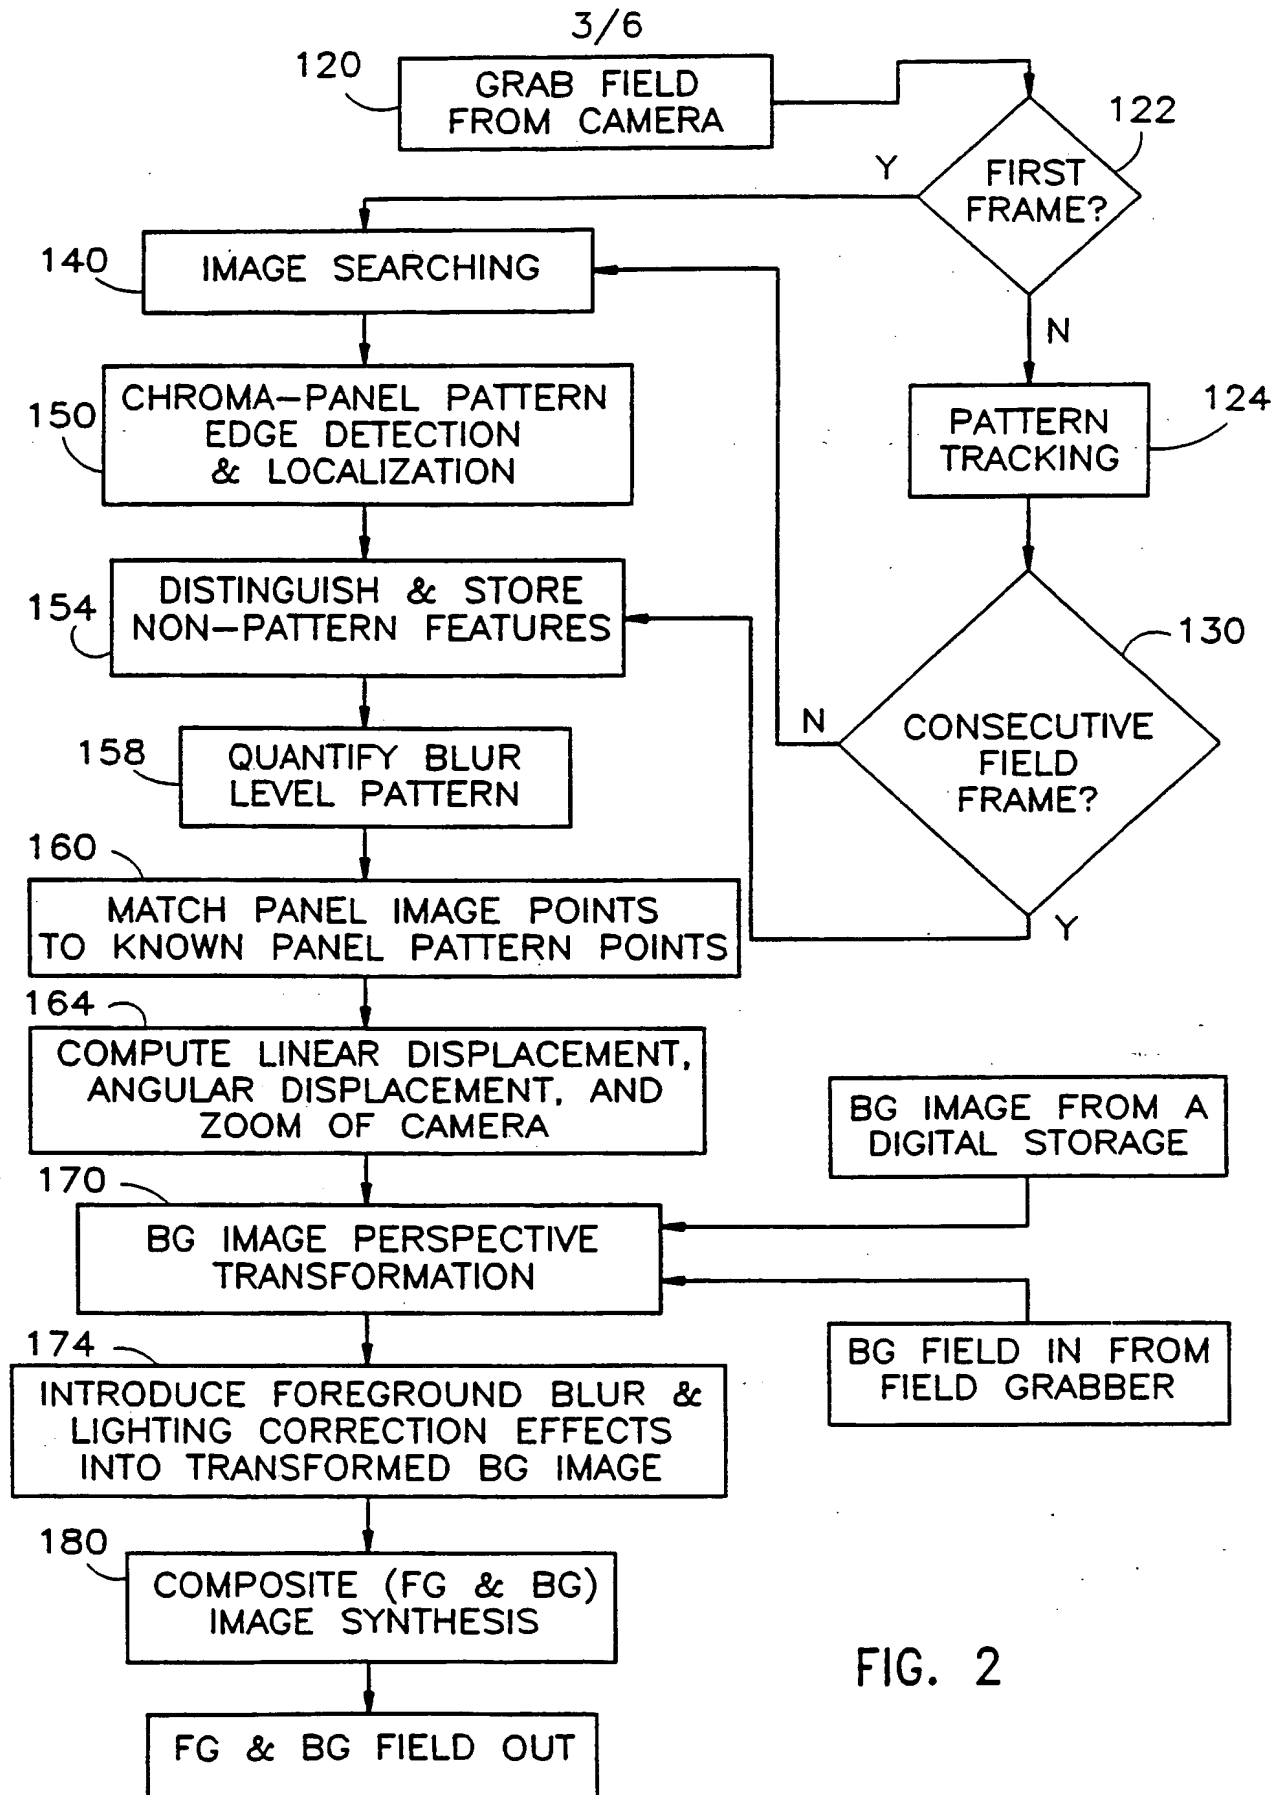 3/6
120
GRAB FIELD
FROM CAMERA
122
FIRST
FRAME?
Y
N
140
IMAGE SEARCHING
150
CHROMA-PANEL PATTERN
EDGE DETECTION
& LOCALIZATION
124
PATTERN
TRACKING
154
DISTINGUISH & STORE
NON-PATTERN FEATURES
130
CONSECUTIVE
FIELD
FRAME?
N
Y
158
QUANTIFY BLUR
LEVEL PATTERN
160
MATCH PANEL IMAGE POINTS
TO KNOWN PANEL PATTERN POINTS
164
COMPUTE LINEAR DISPLACEMENT,
ANGULAR DISPLACEMENT, AND
ZOOM OF CAMERA
BG IMAGE FROM A
DIGITAL STORAGE
170
BG IMAGE PERSPECTIVE
TRANSFORMATION
BG FIELD IN FROM
FIELD GRABBER
174
INTRODUCE FOREGROUND BLUR &
LIGHTING CORRECTION EFFECTS
INTO TRANSFORMED BG IMAGE
180
COMPOSITE (FG & BG)
IMAGE SYNTHESIS
FG & BG FIELD OUT
FIG. 2